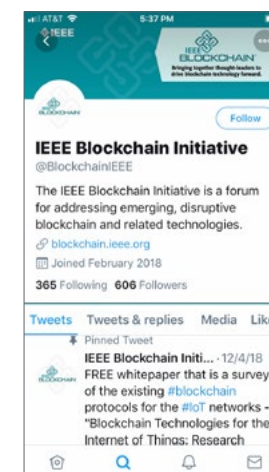 AT&T 5:37 PM
IEEE
IEEE
BLOCKCHAIN
Bringing together thought leaders to
drive blockchain technology forward.
BLOCKCHAIN
Follow
IEEE Blockchain Initiative
@BlockchainIEEE
The IEEE Blockchain Initiative is a forum
for addressing emerging, disruptive
blockchain and related technologies.
blockchain.ieee.org
Joined February 2018
365 Following 606 Followers
Tweets Tweets & replies Media Lik
Pinned Tweet
IEEE Blockchain Initi... · 12/4/18
FREE whitepaper that is a survey
of the existing #blockchain
protocols for the #IoT networks -
"Blockchain Technologies for the
Internet of Things: Research